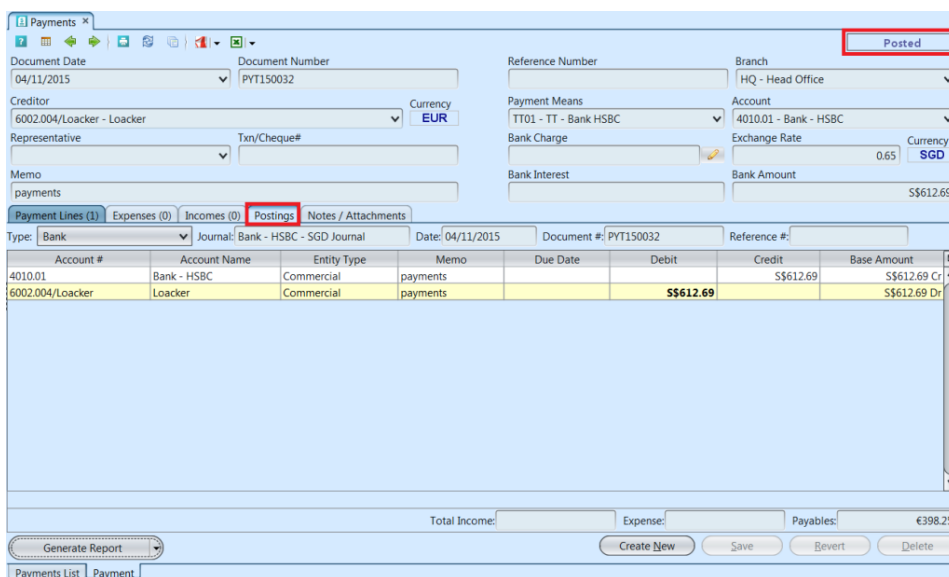 Payments
Posted
Document Date Document Number Reference Number Branch
04/11/2015 PYT150032 HQ - Head Office
Creditor Currency Payment Means Account
6002.004/Loacker - Loacker EUR TT01 - TT - Bank HSBC 4010.01 - Bank - HSBC
Representative Txn/Cheque# Bank Charge Exchange Rate Currency
0.65 SGD
Memo Bank Interest Bank Amount
payments S$612.69
Payment Lines (1) Expenses (0) Incomes (0) Postings Notes / Attachments
Type: Bank Journal: Bank - HSBC - SGD Journal Date: 04/11/2015 Document #: PYT150032 Reference #:
Account # Account Name Entity Type Memo Due Date Debit Credit Base Amount
4010.01 Bank - HSBC Commercial payments S$612.69 S$612.69 Cr
6002.004/Loacker Loacker Commercial payments S$612.69 S$612.69 Dr
Total Income: Expense: Payables: €398.25
Generate Report Create New Save Revert Delete
Payments List Payment